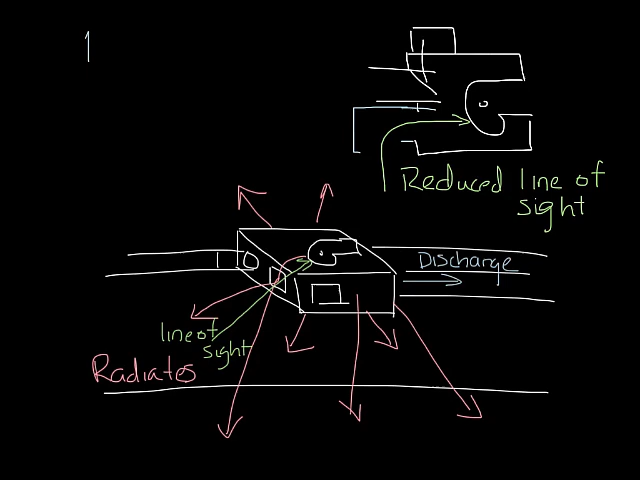 1
Reduced line of
sight
Discharge
line of
sight
Radiates